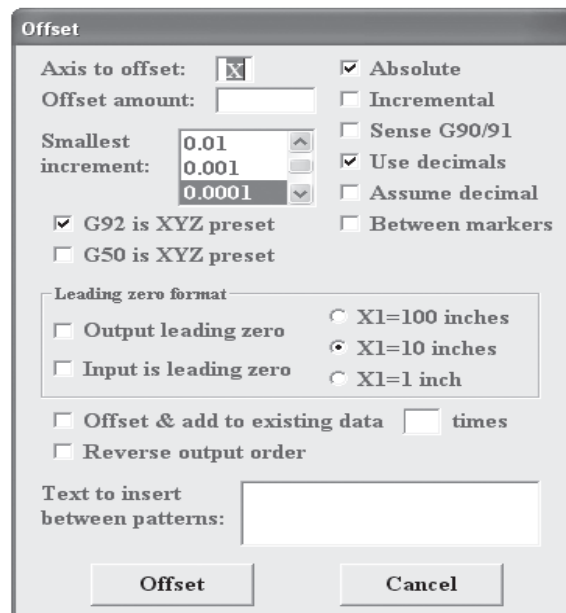 Offset
Axis to offset: X
Offset amount:
Smallest increment:
0.01
0.001
0.0001
G92 is XYZ preset
G50 is XYZ preset
Absolute
Incremental
Sense G90/91
Use decimals
Assume decimal
Between markers
Leading zero format
Output leading zero
Input is leading zero
X1=100 inches
X1=10 inches
X1=1 inch
Offset & add to existing data times
Reverse output order
Text to insert
between patterns:
Offset
Cancel